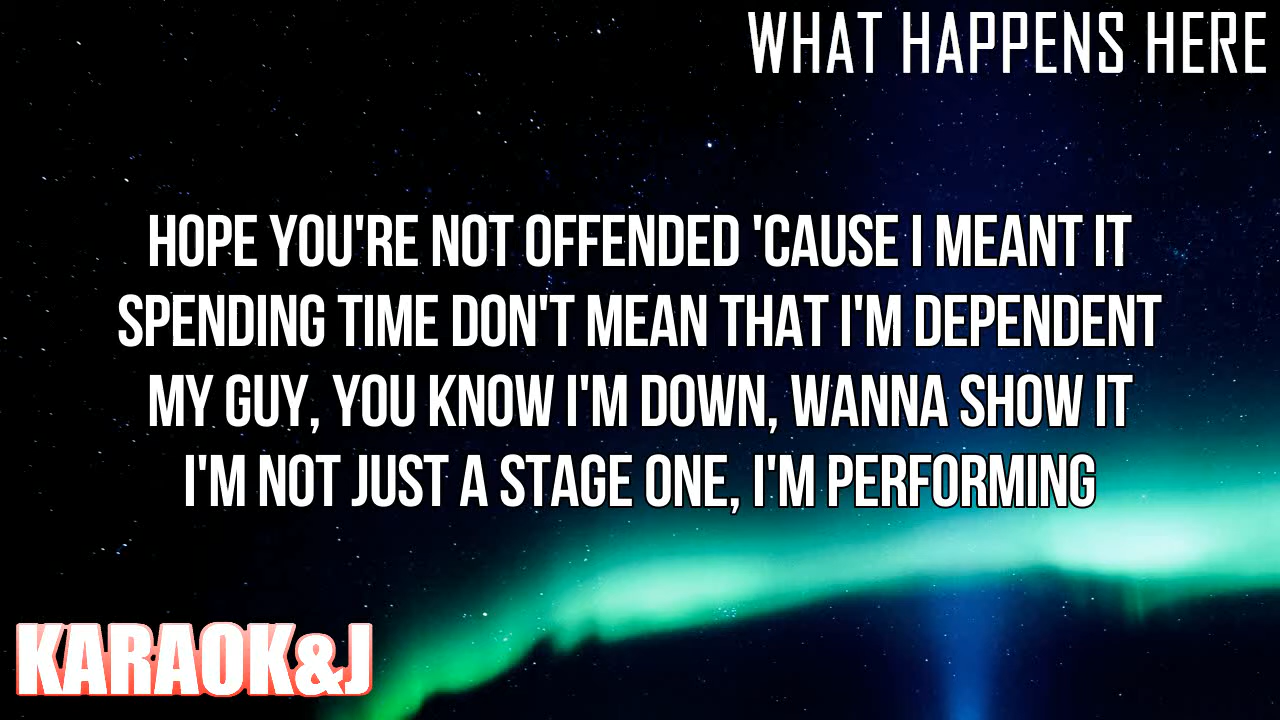 WHAT HAPPENS HERE
HOPE YOU'RE NOT OFFENDED 'CAUSE I MEANT IT
SPENDING TIME DON'T MEAN THAT I'M DEPENDENT
MY GUY, YOU KNOW I'M DOWN, WANNA SHOW IT
I'M NOT JUST A STAGE ONE, I'M PERFORMING
KARAOK&J